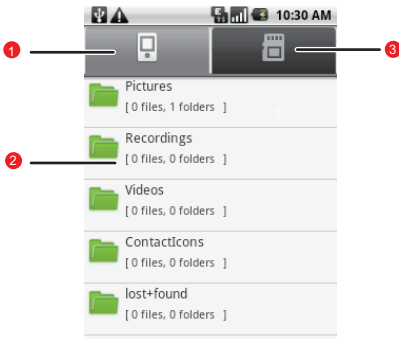 10:30 AM
1
3
Pictures
[ 0 files, 1 folders ]
Recordings
[ 0 files, 0 folders ]
2
Videos
[ 0 files, 0 folders ]
ContactIcons
[ 0 files, 0 folders ]
lost+found
[ 0 files, 0 folders ]